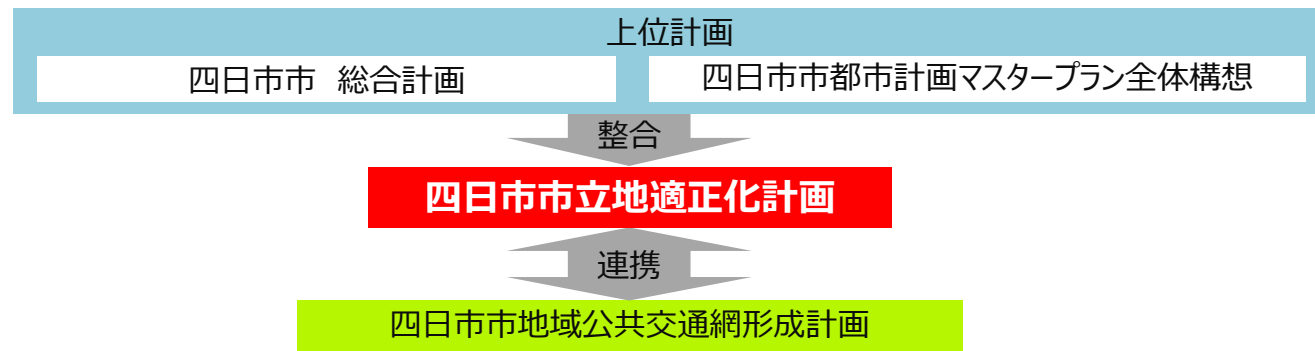 上位計画
四日市市　総合計画
四日市市都市計画マスタープラン全体構想
整合
四日市市立地適正化計画
連携
四日市市地域公共交通網形成計画